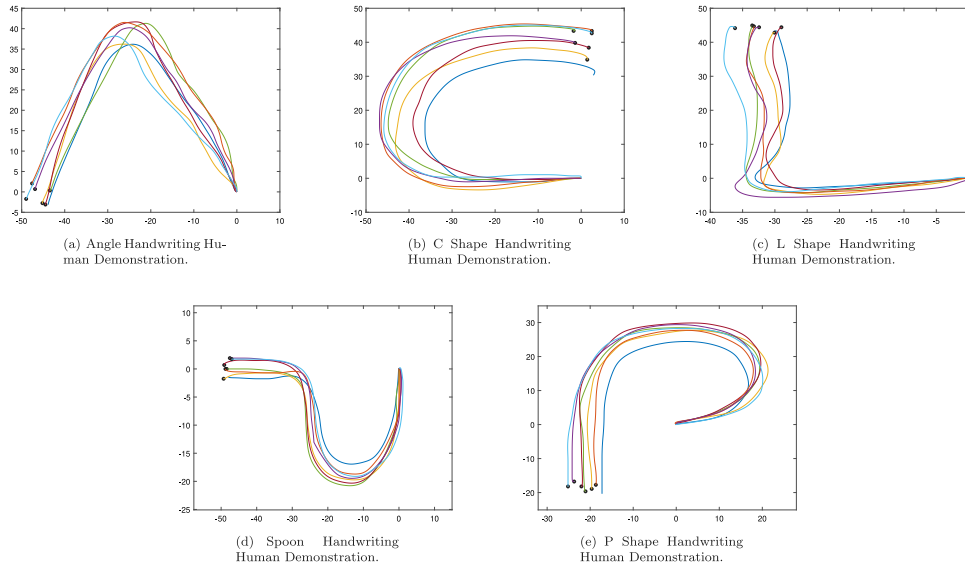 45
40
35
30
25
20
15
10
5
0
-5
-50 -40 -30 -20 -10 0 10
(a) Angle Handwriting Hu-
man Demonstration.
50
40
30
20
10
0
-10
-50 -40 -30 -20 -10 0 10
(b) C Shape Handwriting
Human Demonstration.
50
40
30
20
10
0
-10
-40 -35 -30 -25 -20 -15 -10 -5 0
(c) L Shape Handwriting
Human Demonstration.
10
5
0
-5
-10
-15
-20
-25
-50 -40 -30 -20 -10 0 10
(d) Spoon Handwriting
Human Demonstration.
30
20
10
0
-10
-20
-30 -20 -10 0 10 20
(e) P Shape Handwriting
Human Demonstration.